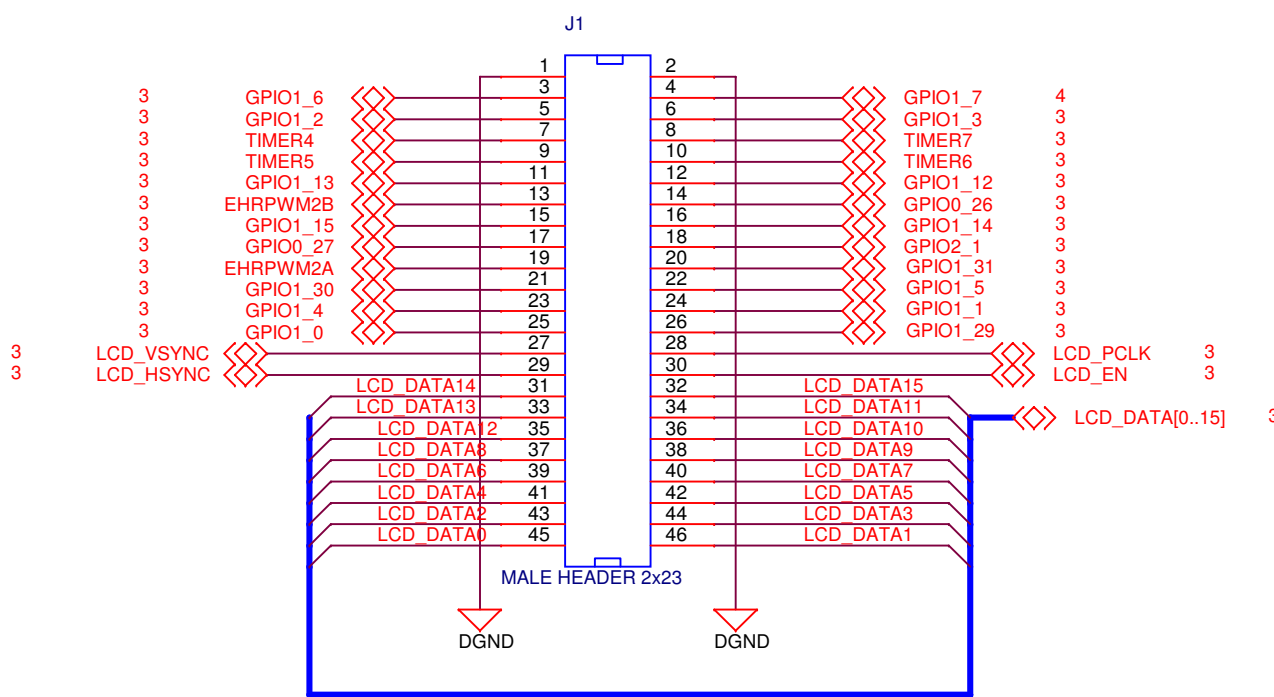 J1
1 2
3 GPIO1_6 3 4 GPIO1_7 4
3 GPIO1_2 5 6 GPIO1_3 3
3 TIMER4 7 8 TIMER7 3
3 TIMER5 9 10 TIMER6 3
3 GPIO1_13 11 12 GPIO1_12 3
3 EHRPWM2B 13 14 GPIO0_26 3
3 GPIO1_15 15 16 GPIO1_14 3
3 GPIO0_27 17 18 GPIO2_1 3
3 EHRPWM2A 19 20 GPIO1_31 3
3 GPIO1_30 21 22 GPIO1_5 3
3 GPIO1_4 23 24 GPIO1_1 3
3 GPIO1_0 25 26 GPIO1_29 3
3 LCD_VSYNC 27 28 LCD_PCLK 3
3 LCD_HSYNC 29 30 LCD_EN 3
LCD_DATA14 31 32 LCD_DATA15
LCD_DATA13 33 34 LCD_DATA11 LCD_DATA[0..15] 3
LCD_DATA12 35 36 LCD_DATA10
LCD_DATA8 37 38 LCD_DATA9
LCD_DATA6 39 40 LCD_DATA7
LCD_DATA4 41 42 LCD_DATA5
LCD_DATA2 43 44 LCD_DATA3
LCD_DATA0 45 46 LCD_DATA1
MALE HEADER 2x23
DGND DGND